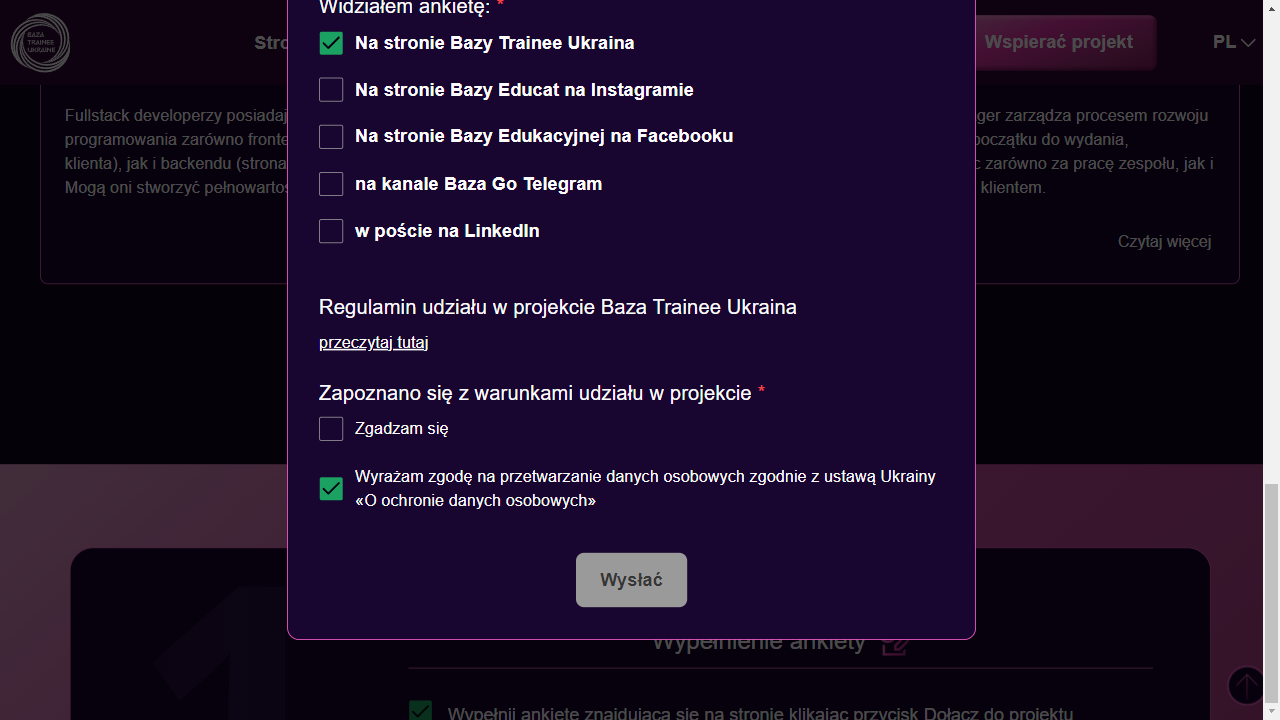 BAZA
TRAINEE
UKRAINE
Wspierać projekt
PL
Widziałem ankietę: *
Na stronie Bazy Trainee Ukraina
Na stronie Bazy Educat na Instagramie
Na stronie Bazy Edukacyjnej na Facebooku
na kanale Baza Go Telegram
w poście na LinkedIn
Regulamin udziału w projekcie Baza Trainee Ukraina
przeczytaj tutaj
Zapoznano się z warunkami udziału w projekcie *
Zgadzam się
Wyrażam zgodę na przetwarzanie danych osobowych zgodnie z ustawą Ukrainy
«O ochronie danych osobowych»
Wysłać
Fullstack developerzy posiadaj
programowania zarówno fronte
klienta), jak i backendu (strona
Mogą oni stworzyć pełnowartoś
ger zarządza procesem rozwoju
początku do wydania,
c zarówno za pracę zespołu, jak i
klientem.
Czytaj więcej
1
Wypełnienie ankiety
Wypełnij ankietę znajdującą się na stronie klikając przycisk Dołącz do projektu